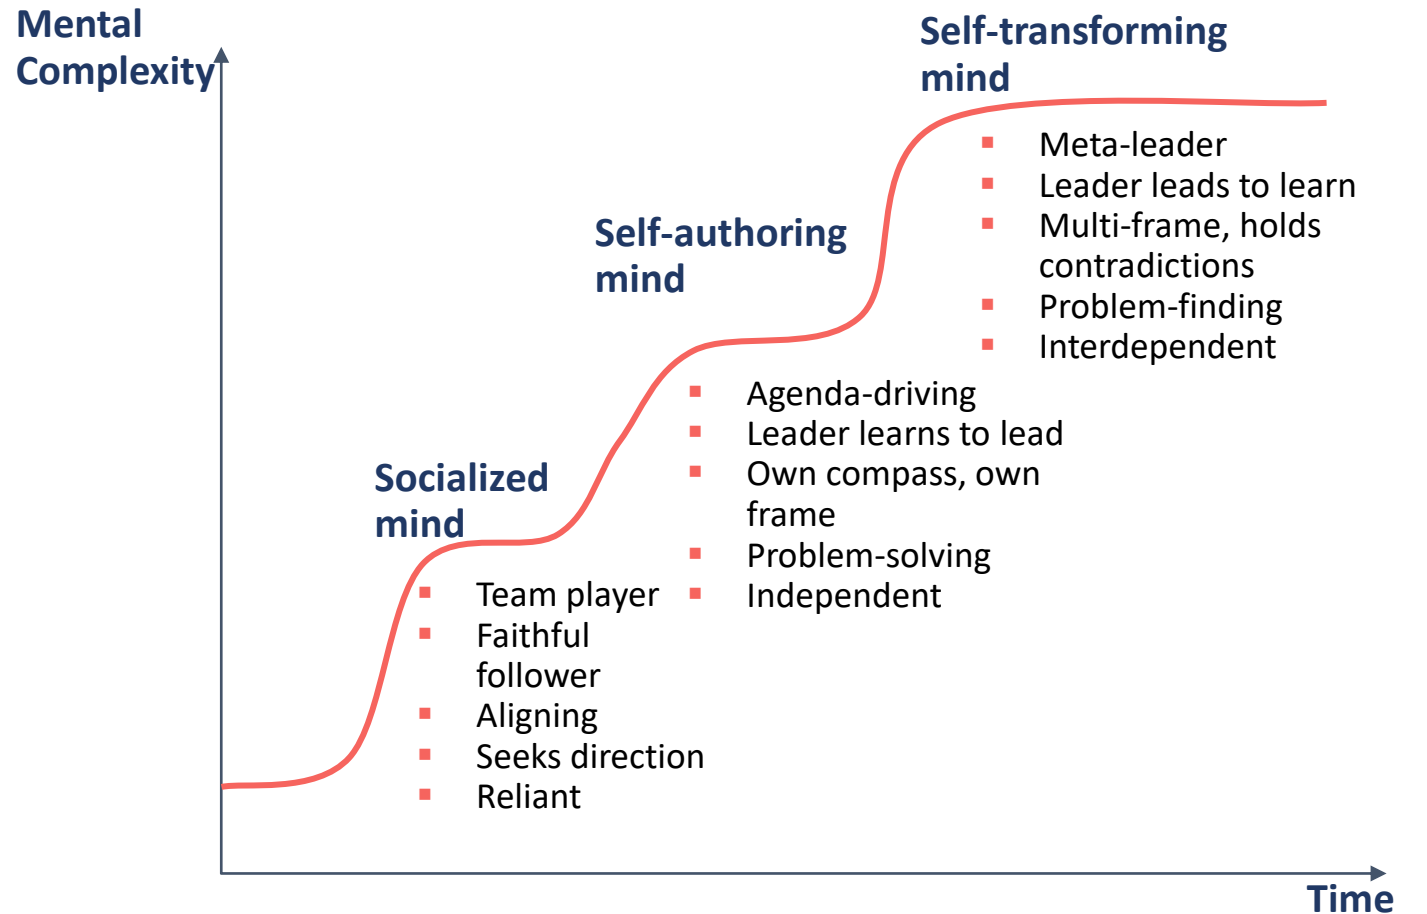 Mental
Complexity
Self-transforming
mind
▪ Meta-leader
▪ Leader leads to learn
▪ Multi-frame, holds
contradictions
▪ Problem-finding
▪ Interdependent
Self-authoring
mind
▪ Agenda-driving
▪ Leader learns to lead
▪ Own compass, own
frame
▪ Problem-solving
▪ Independent
Socialized
mind
▪ Team player
▪ Faithful
follower
▪ Aligning
▪ Seeks direction
▪ Reliant
Time